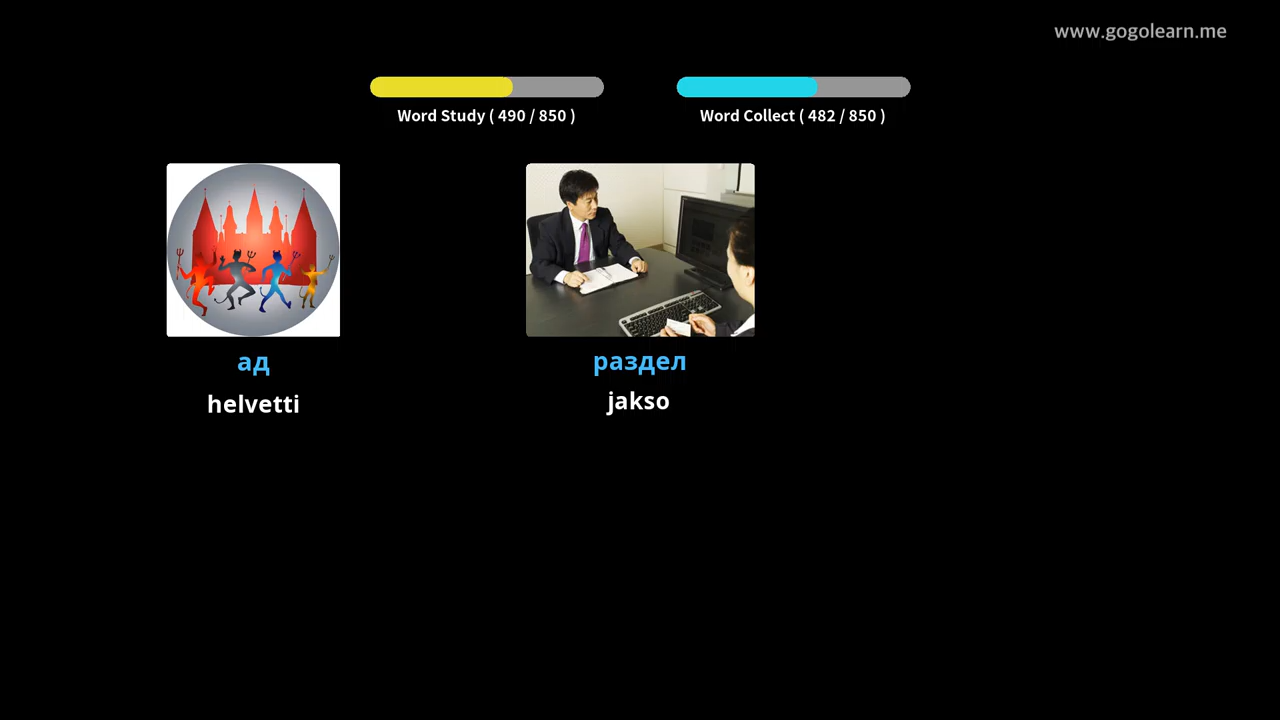 www.gogolearn.me
Word Study ( 490 / 850 )
Word Collect ( 482 / 850 )
ад
helvetti
раздел
jakso